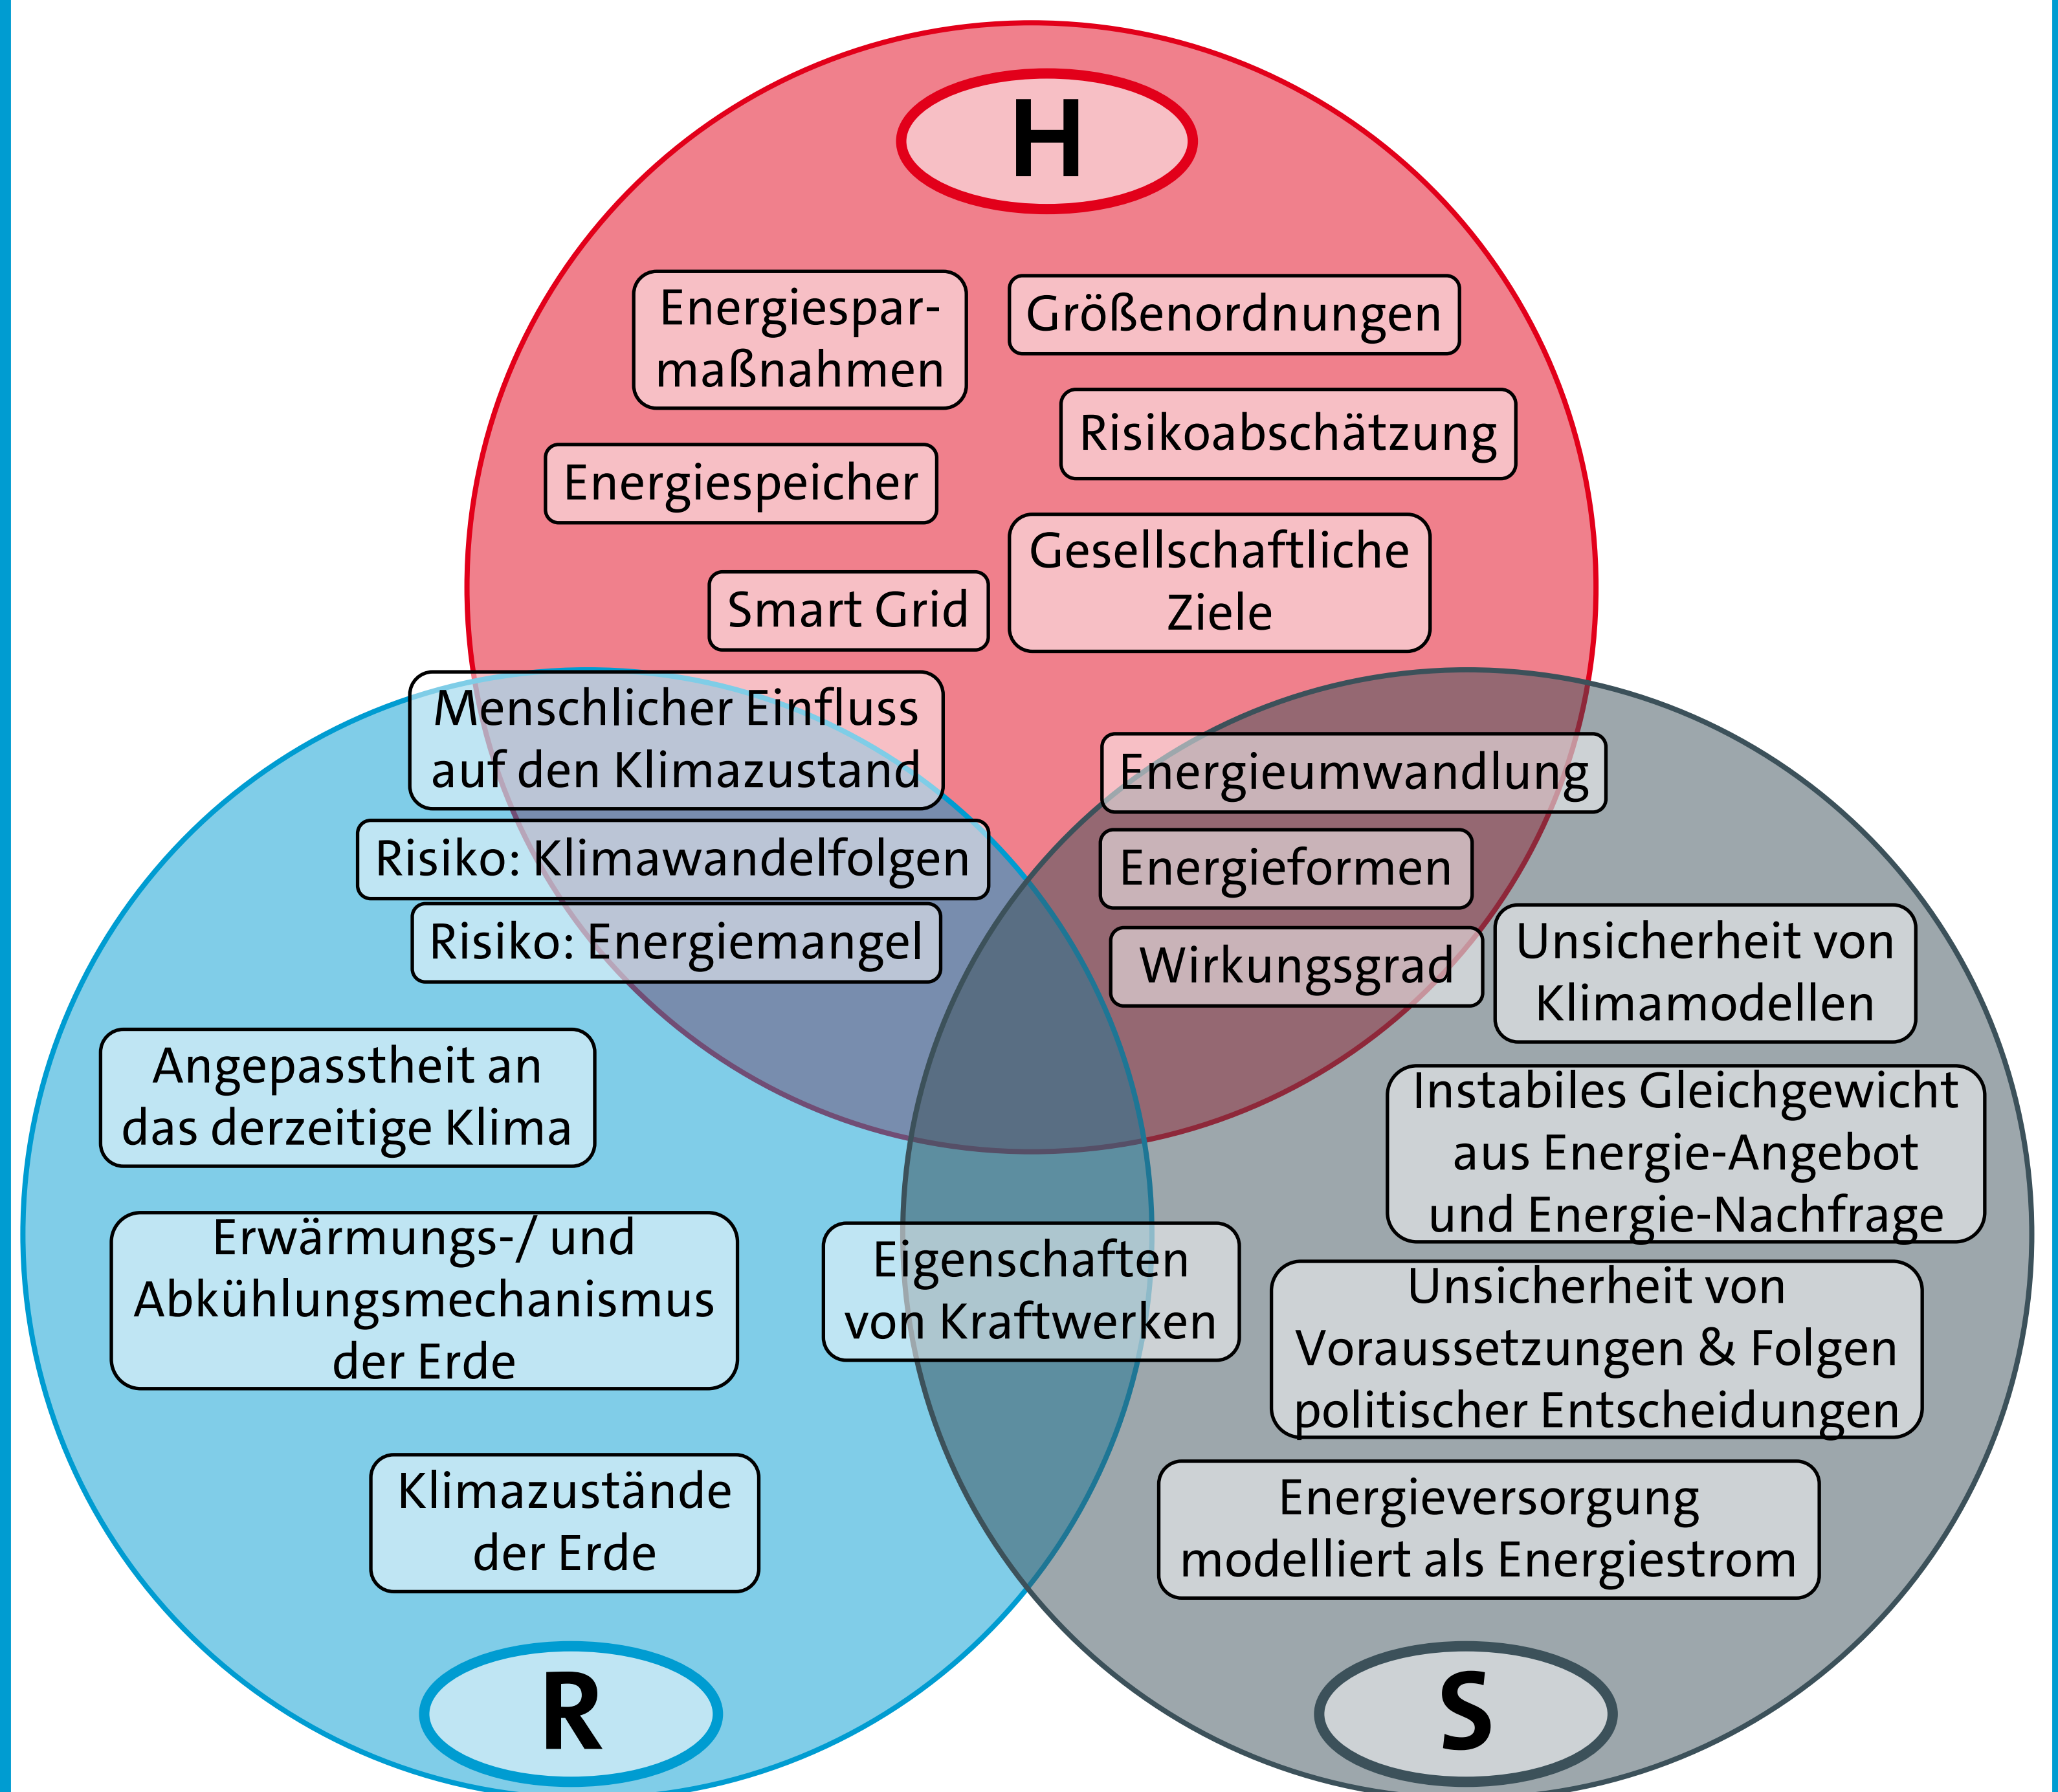 H
Energiespar-
maßnahmen
Größenordnungen
Risikoabschätzung
Energiespeicher
Gesellschaftliche
Ziele
Smart Grid
Menschlicher Einfluss
auf den Klimazustand
Energieumwandlung
Risiko: Klimawandelfolgen
Energieformen
Risiko: Energiemangel
Wirkungsgrad
Unsicherheit von
Klimamodellen
Angepasstheit an
das derzeitige Klima
Instabiles Gleichgewicht
aus Energie-Angebot
und Energie-Nachfrage
Erwärmungs-/ und
Abkühlungsmechanismus
der Erde
Eigenschaften
von Kraftwerken
Unsicherheit von
Voraussetzungen & Folgen
politischer Entscheidungen
Klimazustände
der Erde
Energieversorgung
modelliert als Energiestrom
R
S